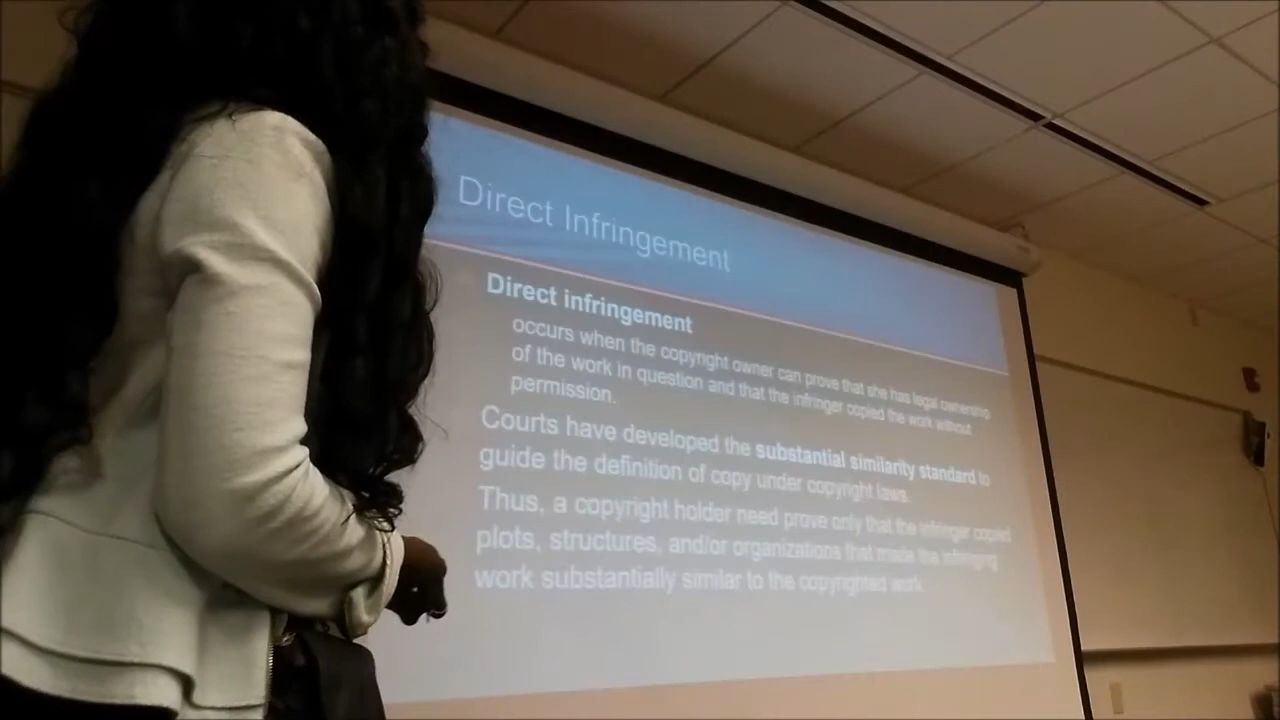 Direct Infringement
Direct infringement
occurs when the copyright owner can prove that she has legal ownership
of the work in question and that the infringer copied the work without
permission.
Courts have developed the substantial similarity standard to
guide the definition of copy under copyright laws.
Thus, a copyright holder need prove only that the infringer copied
plots, structures, and/or organizations that made the infringing
work substantially similar to the copyrighted work.